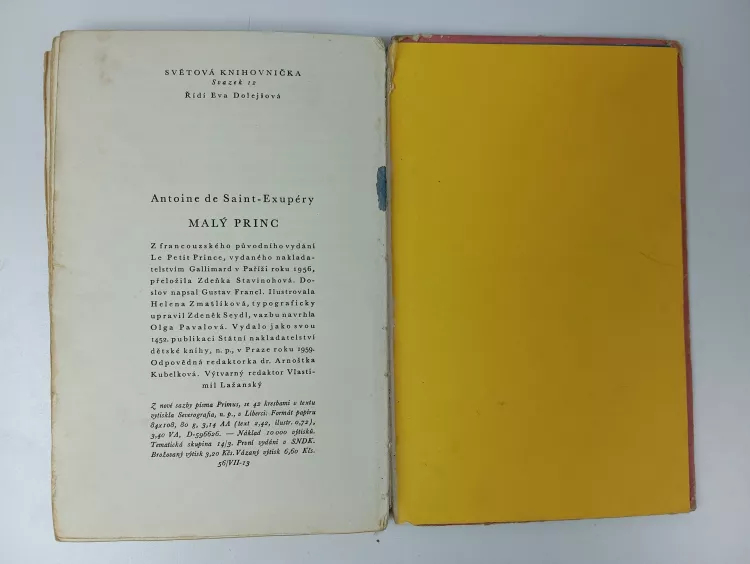 SVĚTOVÁ KNIHOVNIČKA
Svazek 12
Řídí Eva Dolejšová
Antoine de Saint-Exupéry
MALÝ PRINC
Z francouzského původního vydání
Le Petit Prince, vydaného naklada-
telstvím Gallimard v Paříži roku 1956,
přeložila Zdeňka Stavinohová. Do-
slov napsal Gustav Francl. Ilustrovala
Helena Zmatlíková, typograficky
upravil Zdeněk Seydl, vazbu navrhla
Olga Pavalová. Vydalo jako svou
1452. publikaci Státní nakladatelství
dětské knihy, n. p., v Praze roku 1959.
Odpovědná redaktorka dr. Arnoštka
Kubelková. Výtvarný redaktor Vlasti-
mil Lažanský
Z nové sazby písma Primus, se 42 kresbami v textu
vytiskla Severografia, n. p., v Liberci. Formát papíru
84x108, 80 g, 3,14 AA (text 2,42, ilustr. 0,72),
3,40 VA, D-596626. — Náklad 10 000 výtisků.
Tematická skupina 14/3. První vydání v SNDK.
Brožovaný výtisk 3,20 Kčs. Vázaný výtisk 6,60 Kčs.
56/VII-13